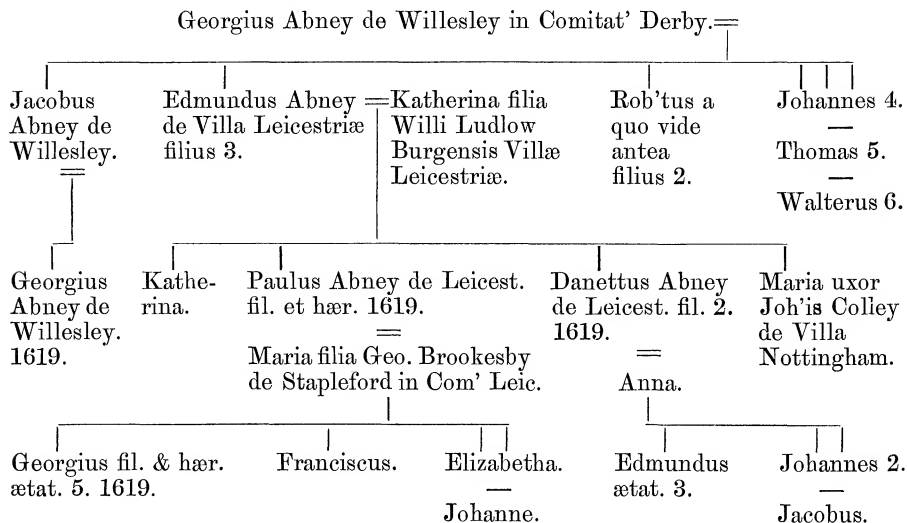 Georgius Abney de Willesley in Comitat' Derby.
Jacobus
Abney de
Willesley.
Edmundus Abney
de Villa Leicestriæ
filius 3.
Katherina filia
Willi Ludlow
Burgensis Villæ
Leicestriæ.
Rob'tus a
quo vide
antea
filius 2.
Johannes 4.
Thomas 5.
Walterus 6.
Georgius
Abney de
Willesley.
1619.
Kathe-
rina.
Paulus Abney de Leicest.
fil. et hær. 1619.
Maria filia Geo. Brookesby
de Stapleford in Com' Leic.
Danettus Abney
de Leicest. fil. 2.
1619.
Anna.
Maria uxor
Joh'is Colley
de Villa
Nottingham.
Georgius fil. & hær.
ætat. 5. 1619.
Franciscus.
Elizabetha.
Johanne.
Edmundus
ætat. 3.
Johannes 2.
Jacobus.